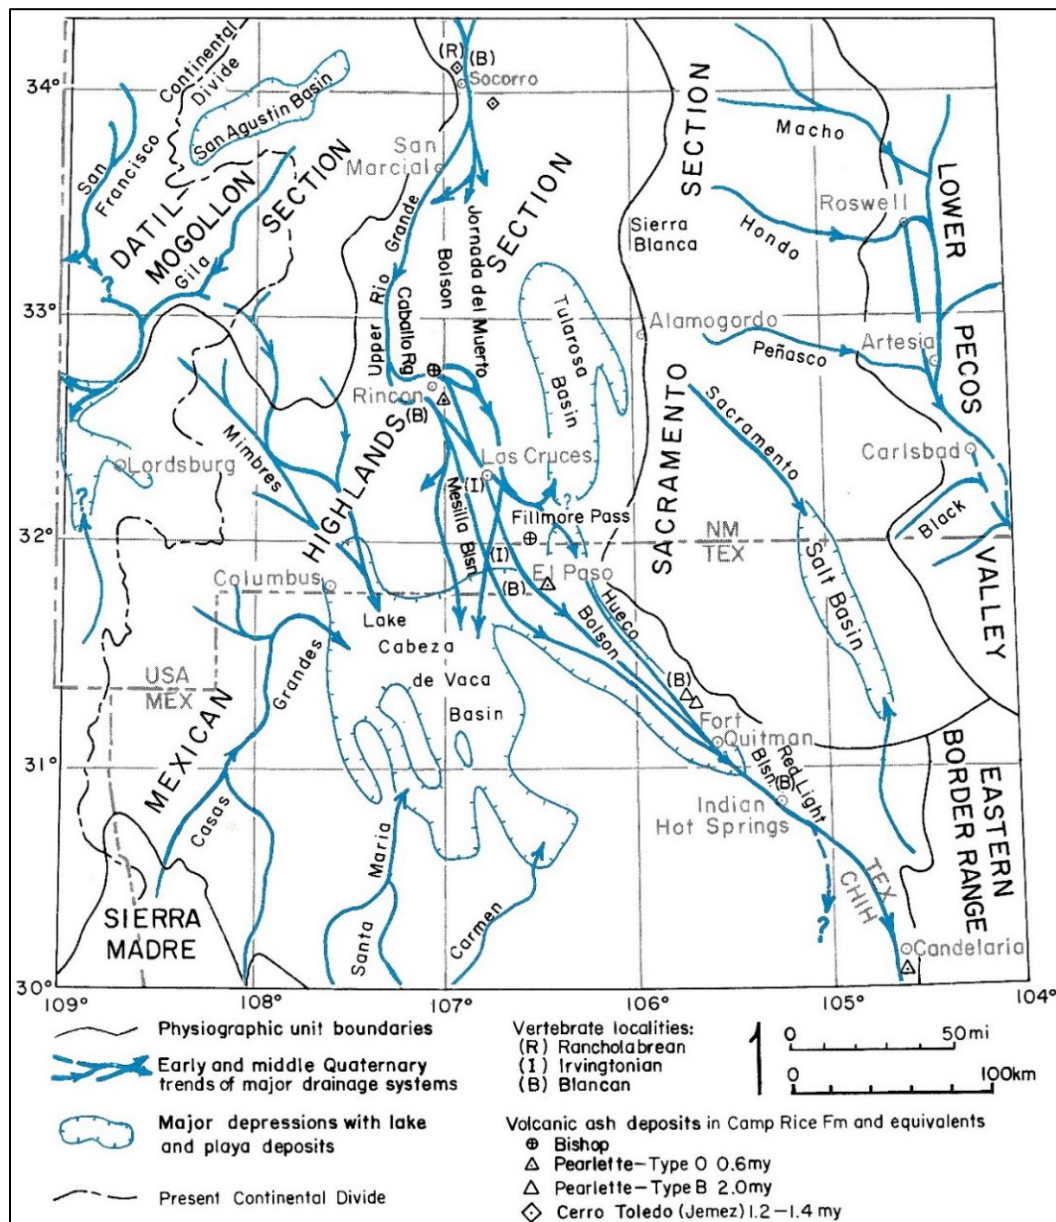 34°
33°
32°
31°
30°
109°
108°
107°
106°
105°
104°
Continental
Divide
San Agustin Basin
San
Francisco
DATIL
MOGOLLON
SECTION
Gila
?
(R)
(B)
Socorro
San
Marcial
Upper Rio Grande
Caballo Rg
Jornada del Muerto
Bolson
SECTION
Rincon
(B)
Tularosa
Basin
Sierra
Blanca
SACRAMENTO
SECTION
Alamogordo
Macho
Hondo
Roswell
Peñasco
Artesia
LOWER
PECOS
VALLEY
Carlsbad
Black
Sacramento
Salt Basin
Lordsburg
?
Mimbres
HIGHLANDS
MEXICAN
Las Cruces
(I)
Mesilla Blsn
?
Fillmore Pass
(I)
(B)
NM
TEX
El Paso
Hueco
Bolson
(B)
Fort
Quitman
Red Light
Blsn.
(B)
Indian
Hot Springs
TEX
CHIH
?
Candelaria
EASTERN
BORDER RANGE
Columbus
Lake
Cabeza
de Vaca
Basin
USA
MEX
Casas
Grandes
Santa
Maria
Carmen
SIERRA
MADRE
Physiographic unit boundaries
Early and middle Quaternary
trends of major drainage systems
Major depressions with lake
and playa deposits
Present Continental Divide
Vertebrate localities:
(R) Rancholabrean
(I) Irvingtonian
(B) Blancan
0 50 mi
0 100km
Volcanic ash deposits in Camp Rice Fm and equivalents
Bishop
Pearlette–Type O 0.6my
Pearlette–Type B 2.0my
Cerro Toledo (Jemez) 1.2–1.4 my